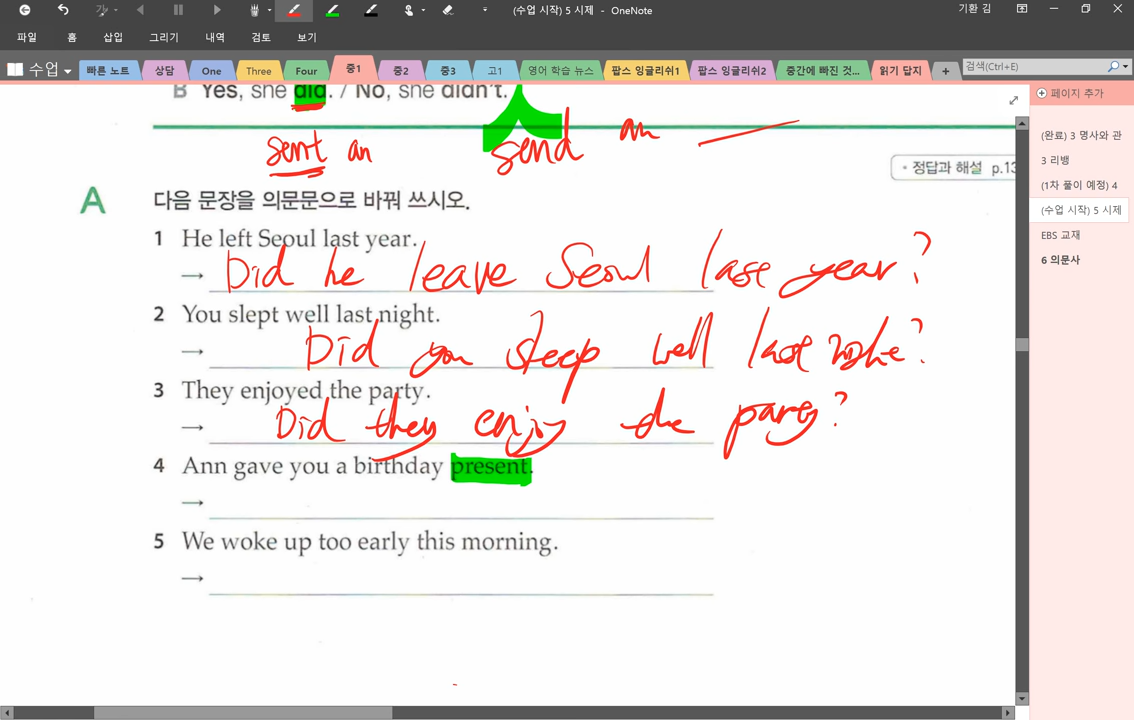 (수업 시작) 5 시제 - OneNote
기환 김
파일 홈 삽입 그리기 내역 검토 보기
수업 빠른 노트 상담 One Three Four 중1 중2 중3 고1 영어 학습 뉴스 팝스 잉글리쉬1 팝스 잉글리쉬2 중간에 빠진 것... 읽기 답지 + 검색(Ctrl+E)
페이지 추가
(완료) 3 명사와 관
3 리뱅
(1차 풀이 예정) 4
(수업 시작) 5 시제
EBS 교재
6 의문사
B Yes, she did. / No, she didn't.
sent an send an
• 정답과 해설 p.13
A 다음 문장을 의문문으로 바꿔 쓰시오.
1 He left Seoul last year.
→ Did he leave Seoul last year?
2 You slept well last night.
→ Did you sleep well last ?
3 They enjoyed the party.
→ Did they enjoy the party?
4 Ann gave you a birthday present.
→
5 We woke up too early this morning.
→